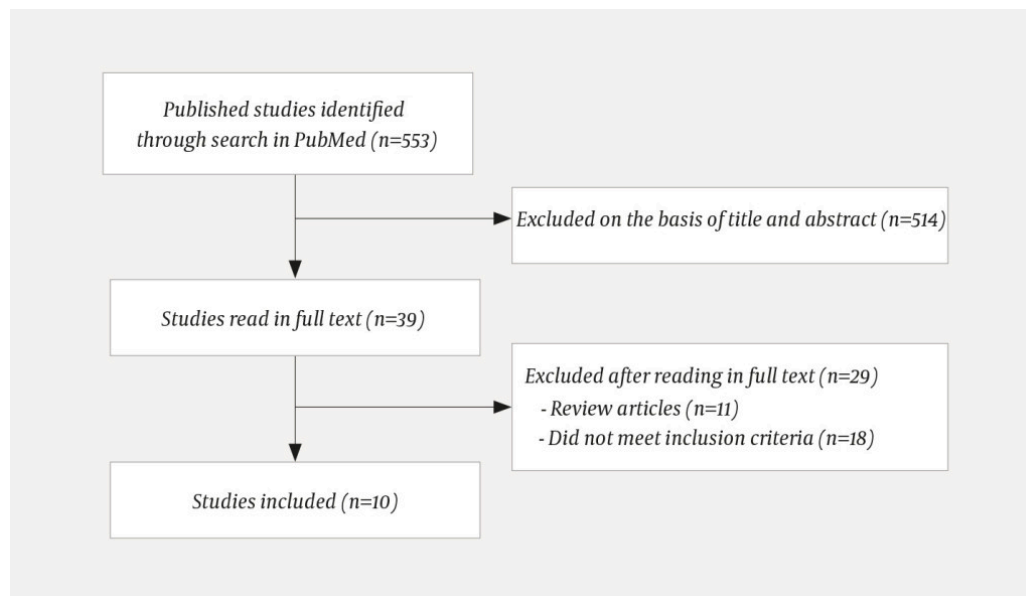 Published studies identified
through search in PubMed (n=553)
Excluded on the basis of title and abstract (n=514)
Studies read in full text (n=39)
Excluded after reading in full text (n=29)
- Review articles (n=11)
- Did not meet inclusion criteria (n=18)
Studies included (n=10)